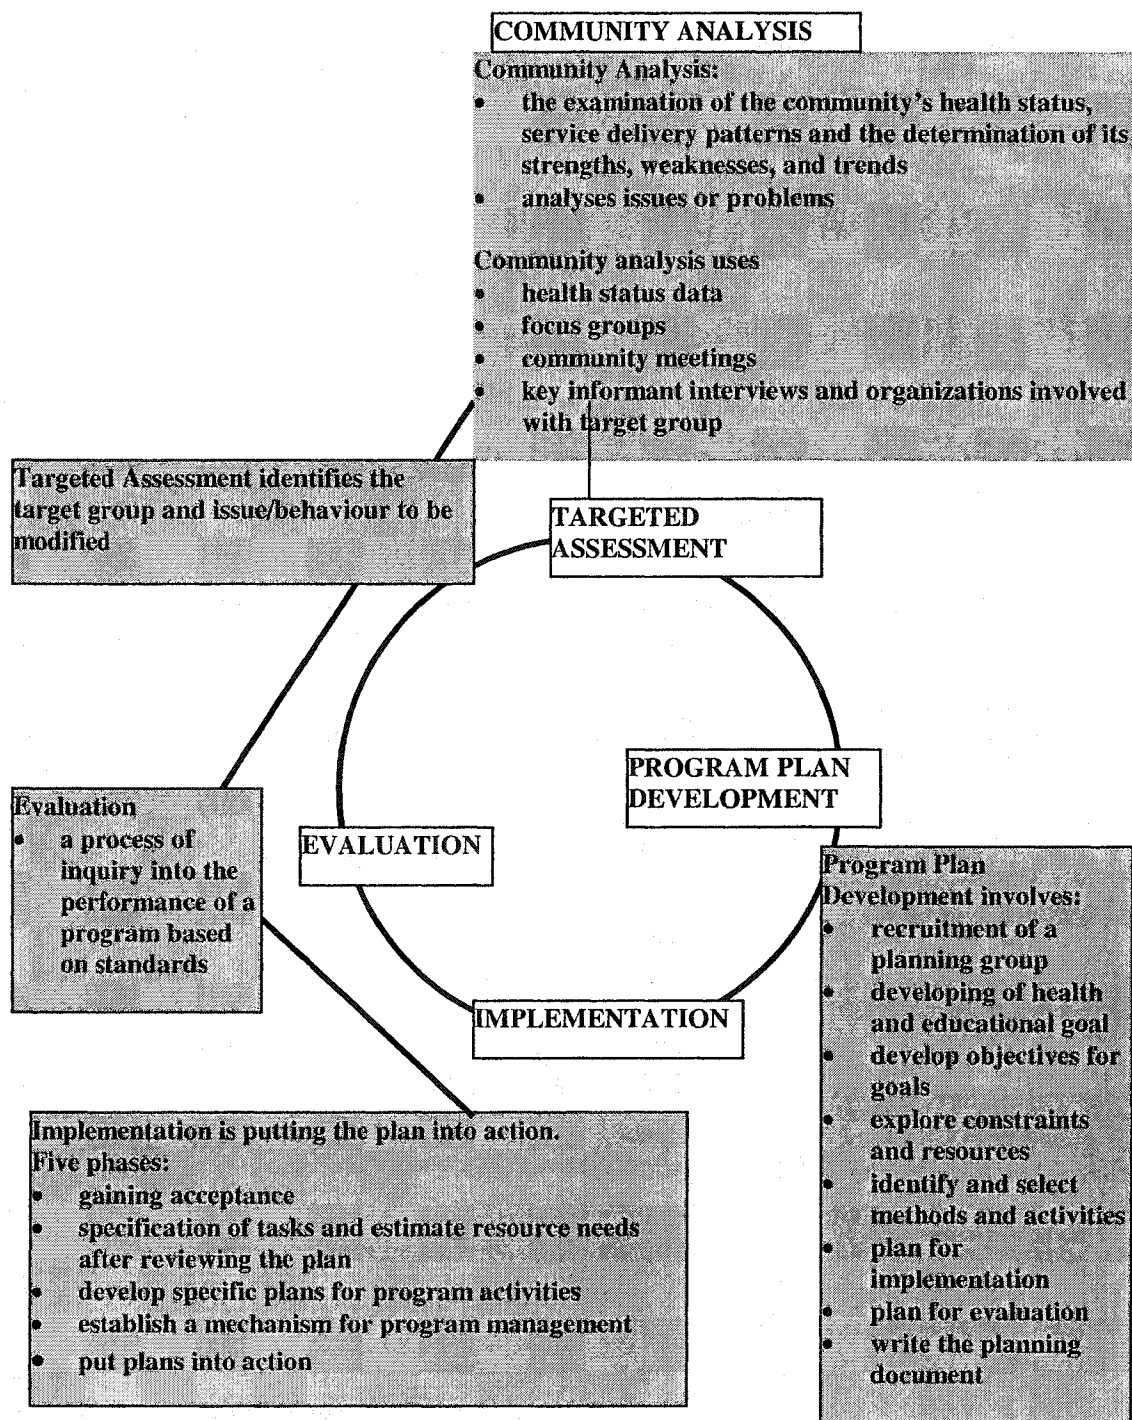 COMMUNITY ANALYSIS
Community Analysis:
• the examination of the community's health status,
service delivery patterns and the determination of its
strengths, weaknesses, and trends
• analyses issues or problems
Community analysis uses
• health status data
• focus groups
• community meetings
• key informant interviews and organizations involved
with target group
Targeted Assessment identifies the
target group and issue/behaviour to be
modified
TARGETED
ASSESSMENT
PROGRAM PLAN
DEVELOPMENT
Evaluation
• a process of
inquiry into the
performance of a
program based
on standards
EVALUATION
Program Plan
Development involves:
• recruitment of a
planning group
• developing of health
and educational goal
• develop objectives for
goals
• explore constraints
and resources
• identify and select
methods and activities
• plan for
implementation
• plan for evaluation
• write the planning
document
IMPLEMENTATION
Implementation is putting the plan into action.
Five phases:
• gaining acceptance
• specification of tasks and estimate resource needs
after reviewing the plan
• develop specific plans for program activities
• establish a mechanism for program management
• put plans into action